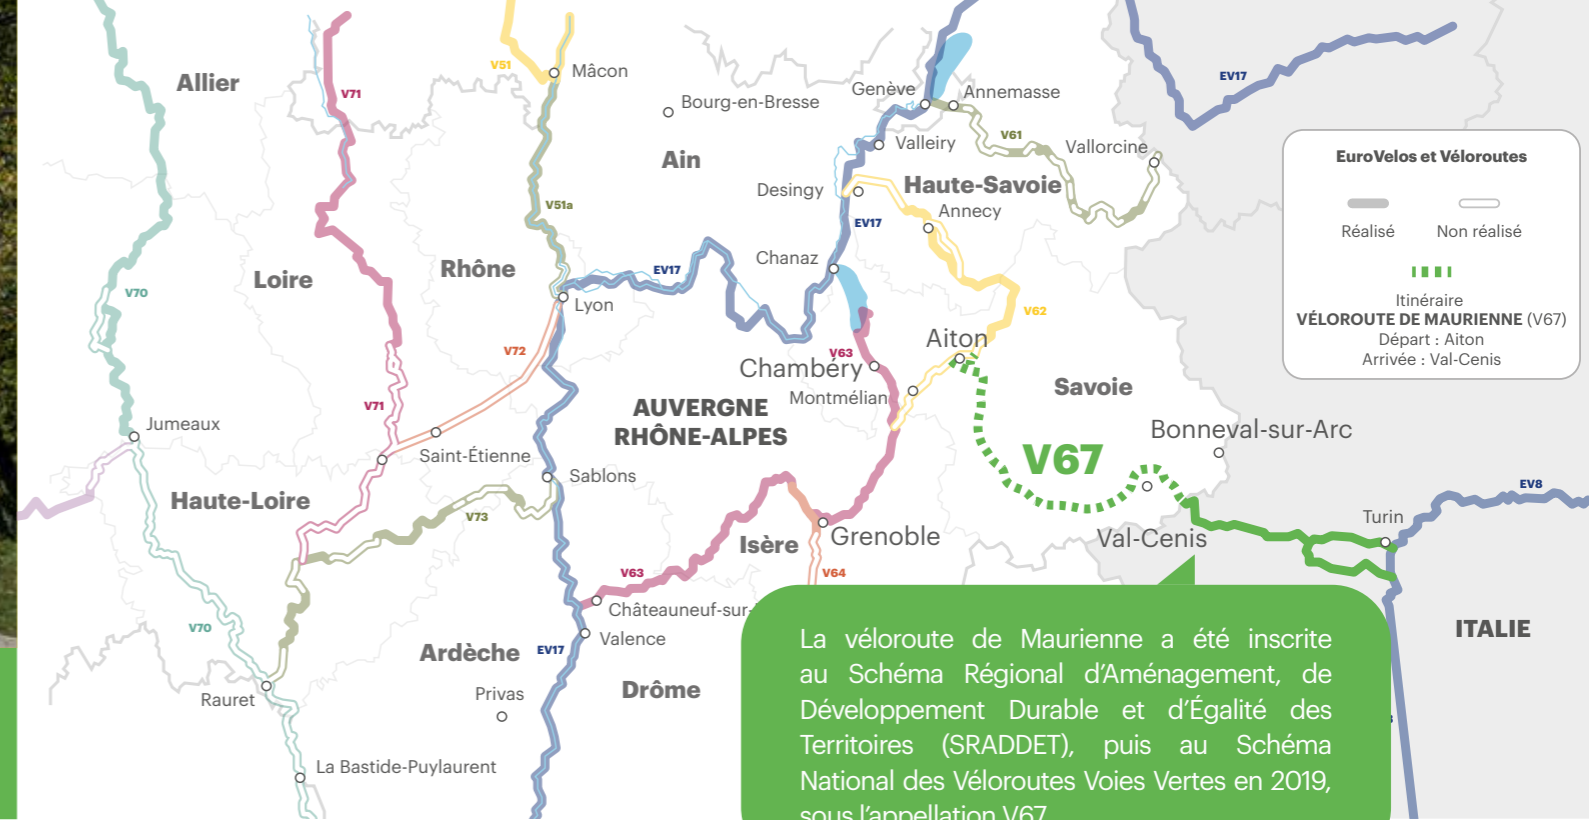 Allier
V71
V51
Mâcon
Bourg-en-Bresse
Genève
Annemasse
EV17
EuroVelos et Véloroutes
Réalisé
Non réalisé
Itinéraire
VÉLOROUTE DE MAURIENNE (V67)
Départ : Aiton
Arrivée : Val-Cenis
Ain
Valleiry
V61
Vallorcine
Desingy
Haute-Savoie
Annecy
V51a
EV17
Rhône
Loire
V70
EV17
Chanaz
Lyon
V62
V72
V63
Aiton
Chambéry
Montmélian
Savoie
AUVERGNE
RHÔNE-ALPES
V71
Jumeaux
Saint-Étienne
Sablons
V67
Bonneval-sur-Arc
Haute-Loire
V73
Isère
Grenoble
Val-Cenis
Turin
EV8
V63
V64
Châteauneuf-sur-
V70
Ardèche
EV17
Valence
ITALIE
Rauret
Privas
Drôme
La Bastide-Puylaurent
La véloroute de Maurienne a été inscrite
au Schéma Régional d’Aménagement, de
Développement Durable et d’Égalité des
Territoires (SRADDET), puis au Schéma
National des Véloroutes Voies Vertes en 2019,
sous l’appellation V67